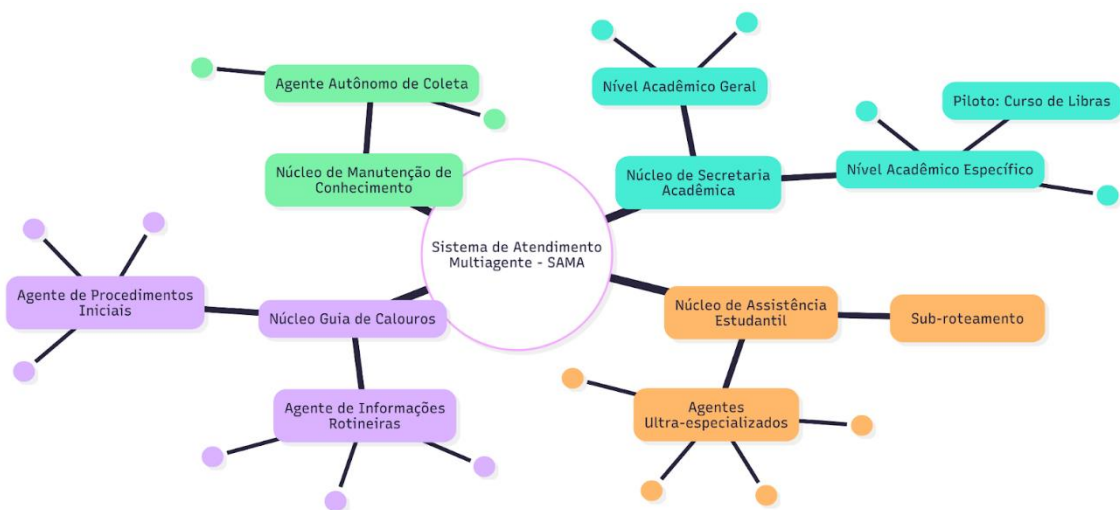 Agente Autônomo de Coleta
Nível Acadêmico Geral
Piloto: Curso de Libras
Núcleo de Manutenção de
Conhecimento
Núcleo de Secretaria
Acadêmica
Nível Acadêmico Específico
Sistema de Atendimento
Multiagente - SAMA
Agente de Procedimentos
Iniciais
Núcleo Guia de Calouros
Núcleo de Assistência
Estudantil
Sub-roteamento
Agente de Informações
Rotineiras
Agentes
Ultra-especializados